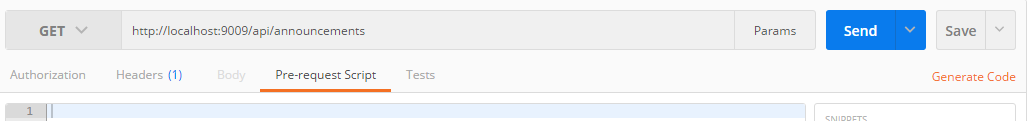 GET http://localhost:9009/api/announcements Params Send Save
Authorization Headers (1) Body Pre-request Script Tests Generate Code
1 SNIPPETS